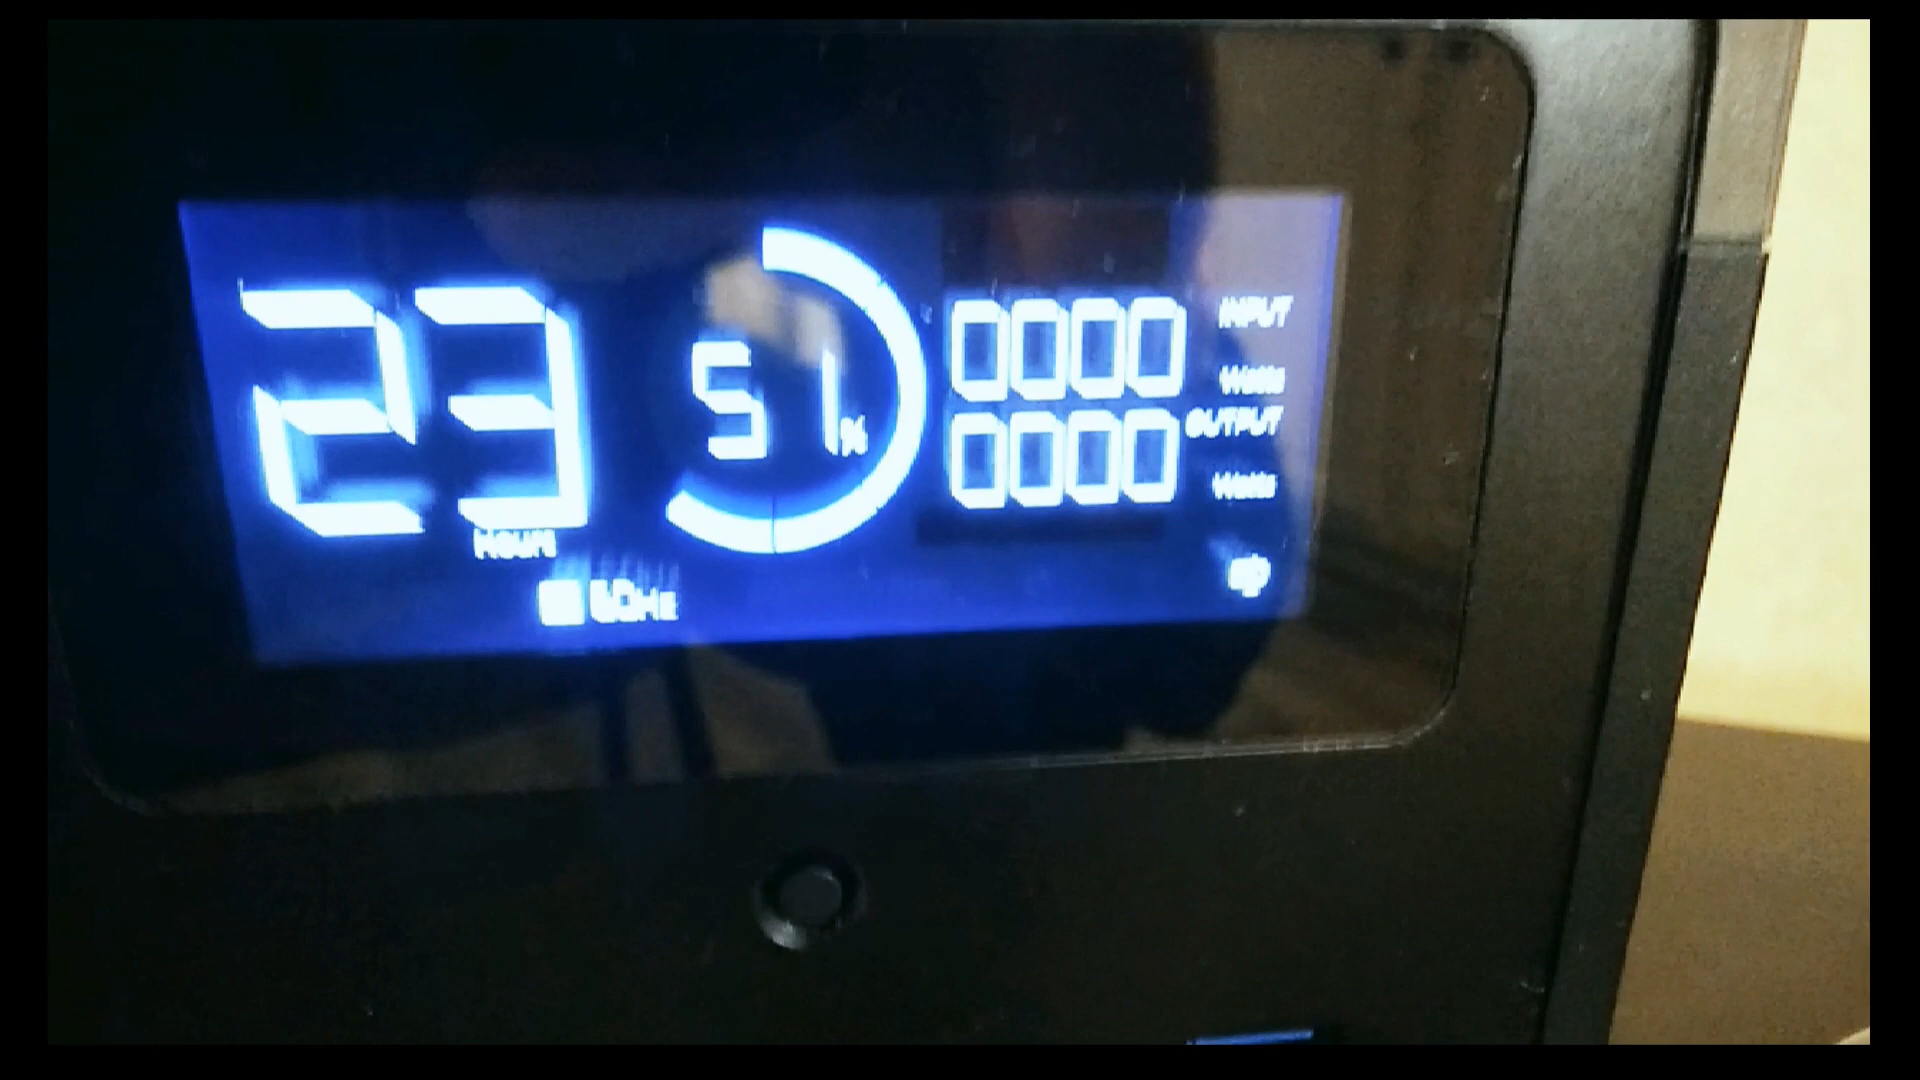 23
Hours
51%
0000 INPUT
Watts
0000 OUTPUT
Watts
60HZ